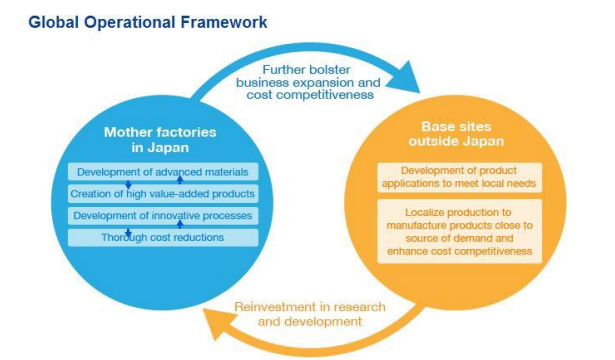 Global Operational Framework
Further bolster
business expansion and
cost competitiveness
Mother factories
in Japan
Development of advanced materials
Creation of high value-added products
Development of innovative processes
Thorough cost reductions
Base sites
outside Japan
Development of product
applications to meet local needs
Localize production to
manufacture products close to
source of demand and
enhance cost competitiveness
Reinvestment in research
and development